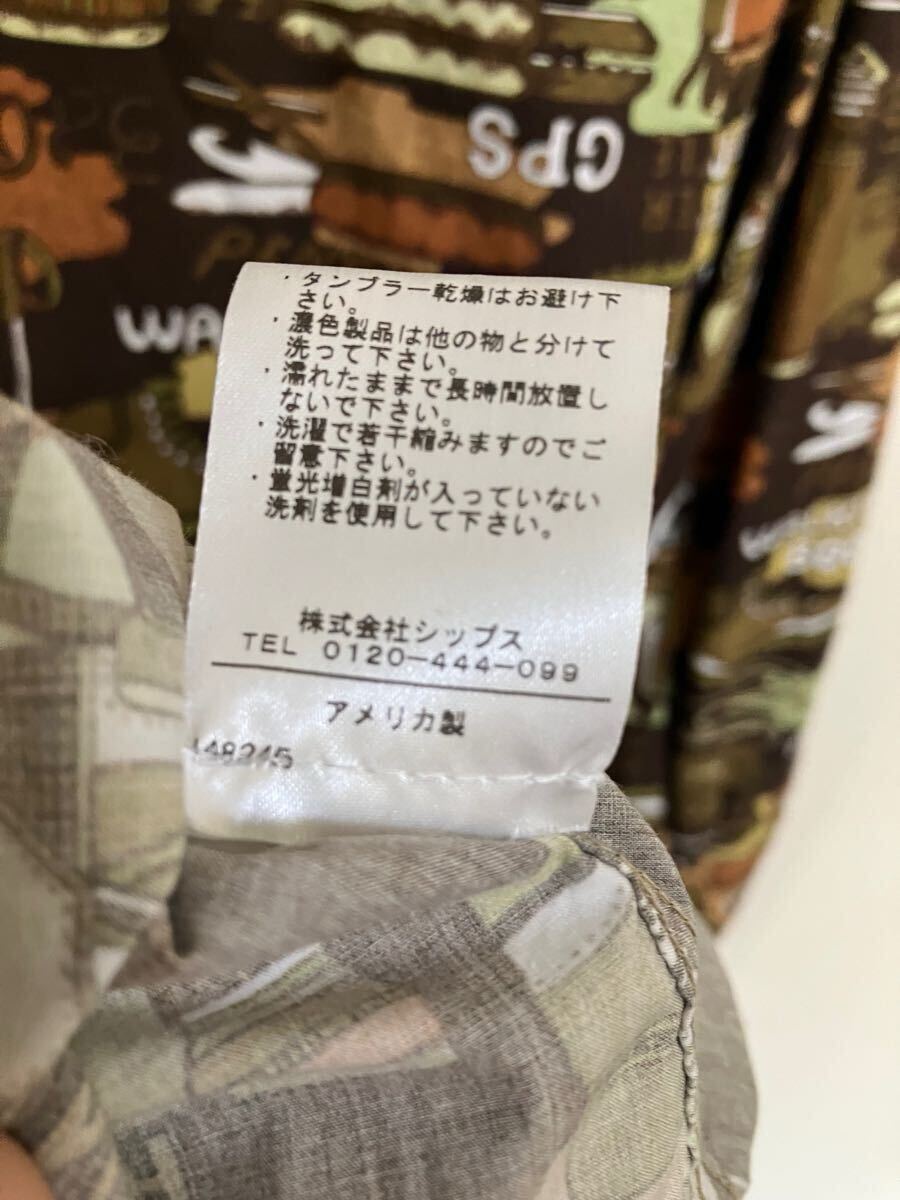 GPS
WA
・タンブラー乾燥はお避け下
さい。
・濃色製品は他の物と分けて
洗って下さい。
・濡れたままで長時間放置し
ないで下さい。
・洗濯で若干縮みますのでご
留意下さい。
・蛍光増白剤が入っていない
洗剤を使用して下さい。
株式会社シップス
TEL 0120-444-099
アメリカ製
48245